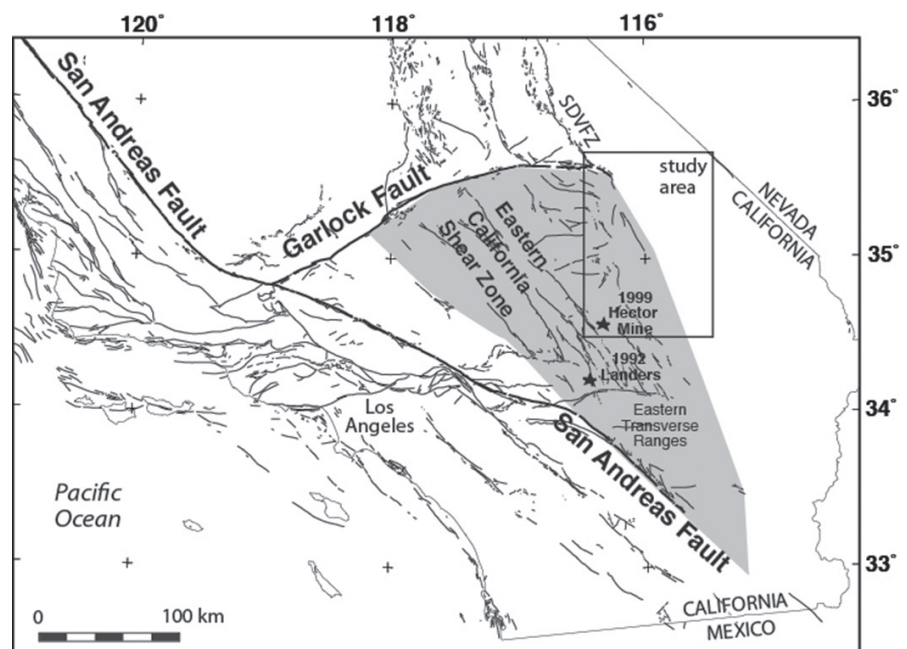 120°
118°
116°
36°
35°
34°
33°
San Andreas Fault
Garlock Fault
SDVFZ
study
area
NEVADA
CALIFORNIA
Eastern
California
Shear Zone
1999
Hector
Mine
1992
Landers
Eastern
Transverse
Ranges
Los
Angeles
San Andreas Fault
Pacific
Ocean
0
100 km
CALIFORNIA
MEXICO